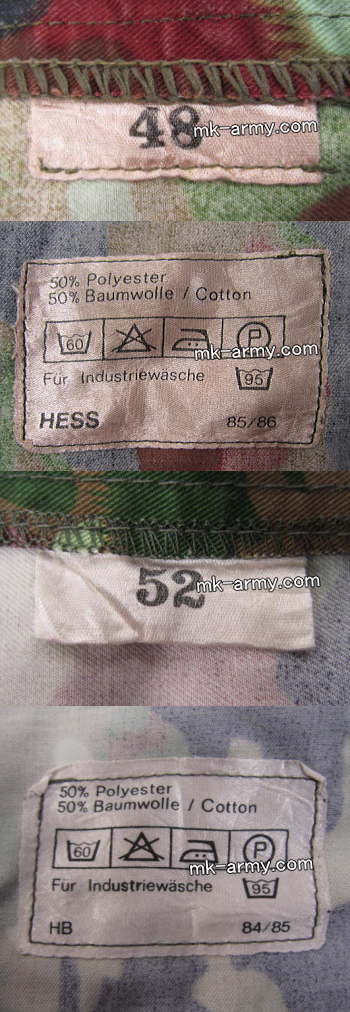 48
mk-army.com
50% Polyester
50% Baumwolle / Cotton
60 P
mk-army.com
Für Industriewäsche 95
HESS 85/86
52
mk-army.com
50% Polyester
50% Baumwolle / Cotton
60 P
mk-army.com
Für Industriewäsche 95
HB 84/85